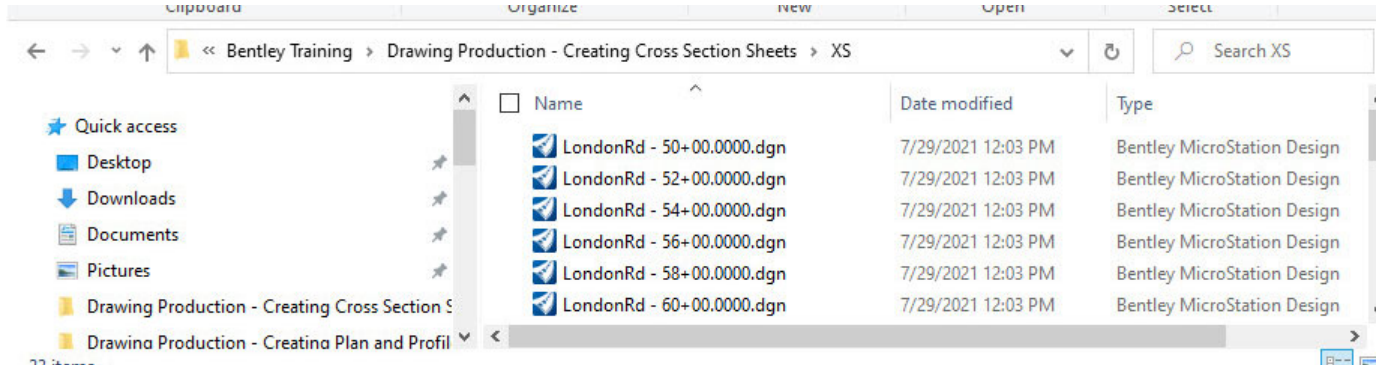 Clipboard Organize New Open Select
« Bentley Training > Drawing Production - Creating Cross Section Sheets > XS Search XS
Name Date modified Type
Quick access
Desktop
Downloads
Documents
Pictures
Drawing Production - Creating Cross Section S
Drawing Production - Creating Plan and Profil
LondonRd - 50+00.0000.dgn 7/29/2021 12:03 PM Bentley MicroStation Design
LondonRd - 52+00.0000.dgn 7/29/2021 12:03 PM Bentley MicroStation Design
LondonRd - 54+00.0000.dgn 7/29/2021 12:03 PM Bentley MicroStation Design
LondonRd - 56+00.0000.dgn 7/29/2021 12:03 PM Bentley MicroStation Design
LondonRd - 58+00.0000.dgn 7/29/2021 12:03 PM Bentley MicroStation Design
LondonRd - 60+00.0000.dgn 7/29/2021 12:03 PM Bentley MicroStation Design
items